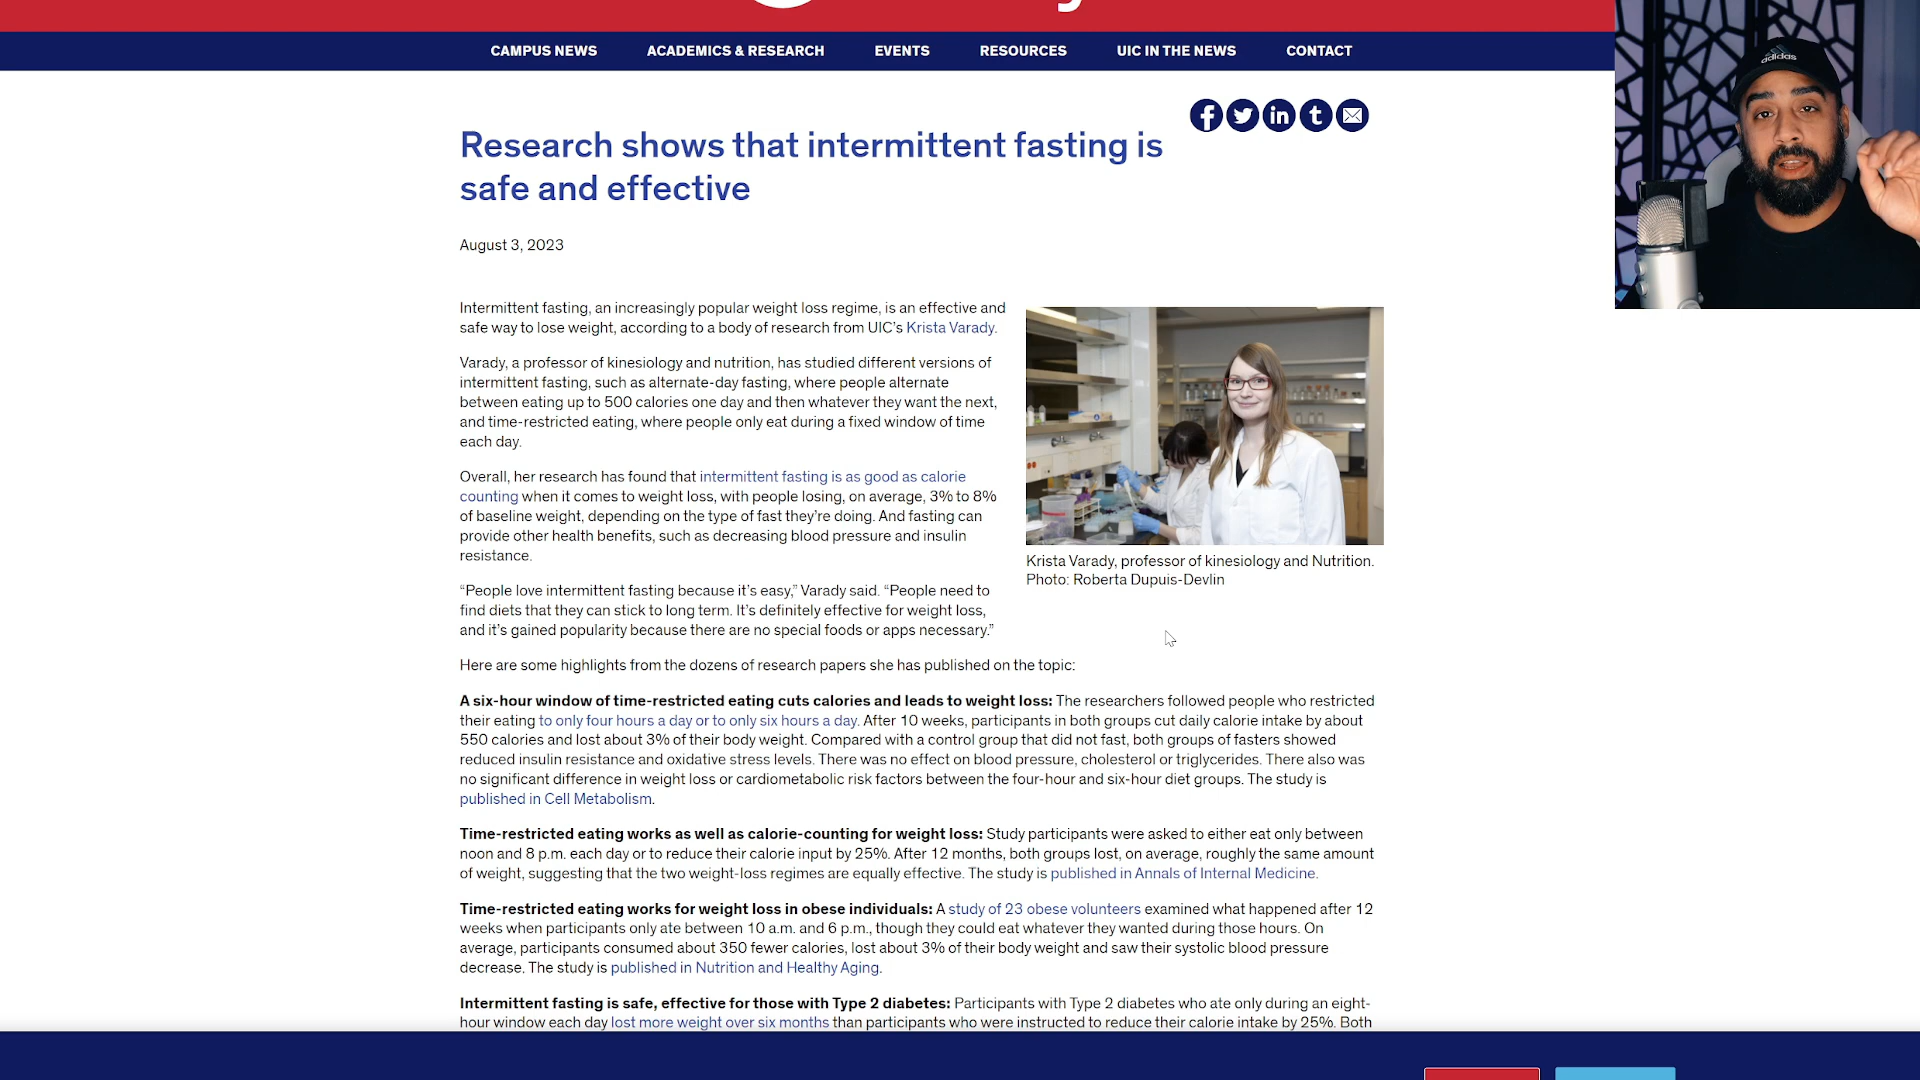 CAMPUS NEWS ACADEMICS & RESEARCH EVENTS RESOURCES UIC IN THE NEWS CONTACT
adidas
Research shows that intermittent fasting is
safe and effective
August 3, 2023
Intermittent fasting, an increasingly popular weight loss regime, is an effective and
safe way to lose weight, according to a body of research from UIC’s Krista Varady.
Varady, a professor of kinesiology and nutrition, has studied different versions of
intermittent fasting, such as alternate-day fasting, where people alternate
between eating up to 500 calories one day and then whatever they want the next,
and time-restricted eating, where people only eat during a fixed window of time
each day.
Overall, her research has found that intermittent fasting is as good as calorie
counting when it comes to weight loss, with people losing, on average, 3% to 8%
of baseline weight, depending on the type of fast they’re doing. And fasting can
provide other health benefits, such as decreasing blood pressure and insulin
resistance.
Krista Varady, professor of kinesiology and Nutrition.
Photo: Roberta Dupuis-Devlin
“People love intermittent fasting because it’s easy,” Varady said. “People need to
find diets that they can stick to long term. It’s definitely effective for weight loss,
and it’s gained popularity because there are no special foods or apps necessary.”
Here are some highlights from the dozens of research papers she has published on the topic:
A six-hour window of time-restricted eating cuts calories and leads to weight loss: The researchers followed people who restricted
their eating to only four hours a day or to only six hours a day. After 10 weeks, participants in both groups cut daily calorie intake by about
550 calories and lost about 3% of their body weight. Compared with a control group that did not fast, both groups of fasters showed
reduced insulin resistance and oxidative stress levels. There was no effect on blood pressure, cholesterol or triglycerides. There also was
no significant difference in weight loss or cardiometabolic risk factors between the four-hour and six-hour diet groups. The study is
published in Cell Metabolism.
Time-restricted eating works as well as calorie-counting for weight loss: Study participants were asked to either eat only between
noon and 8 p.m. each day or to reduce their calorie input by 25%. After 12 months, both groups lost, on average, roughly the same amount
of weight, suggesting that the two weight-loss regimes are equally effective. The study is published in Annals of Internal Medicine.
Time-restricted eating works for weight loss in obese individuals: A study of 23 obese volunteers examined what happened after 12
weeks when participants only ate between 10 a.m. and 6 p.m., though they could eat whatever they wanted during those hours. On
average, participants consumed about 350 fewer calories, lost about 3% of their body weight and saw their systolic blood pressure
decrease. The study is published in Nutrition and Healthy Aging.
Intermittent fasting is safe, effective for those with Type 2 diabetes: Participants with Type 2 diabetes who ate only during an eight-
hour window each day lost more weight over six months than participants who were instructed to reduce their calorie intake by 25%. Both